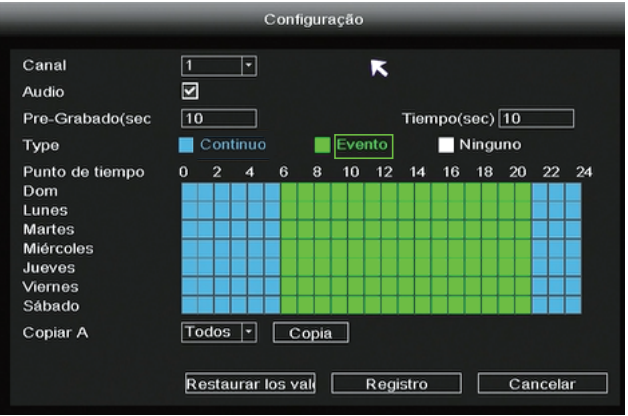 Configuração
Canal 1
Audio
Pre-Grabado(sec 10 Tiempo(sec) 10
Type Continuo Evento Ninguno
Punto de tiempo 0 2 4 6 8 10 12 14 16 18 20 22 24
Dom
Lunes
Martes
Miércoles
Jueves
Viernes
Sábado
Copiar A Todos Copia
Restaurar los val Registro Cancelar